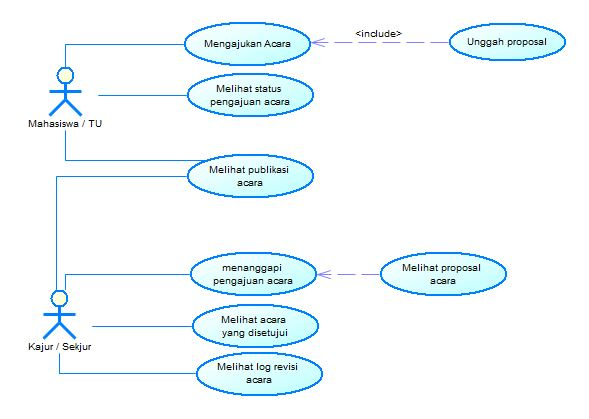 Mengajukan Acara
<include>
Unggah proposal
Melihat status
pengajuan acara
Mahasiswa / TU
Melihat publikasi
acara
menanggapi
pengajuan acara
Melihat proposal
acara
Melihat acara
yang disetujui
Kajur / Sekjur
Melihat log revisi
acara